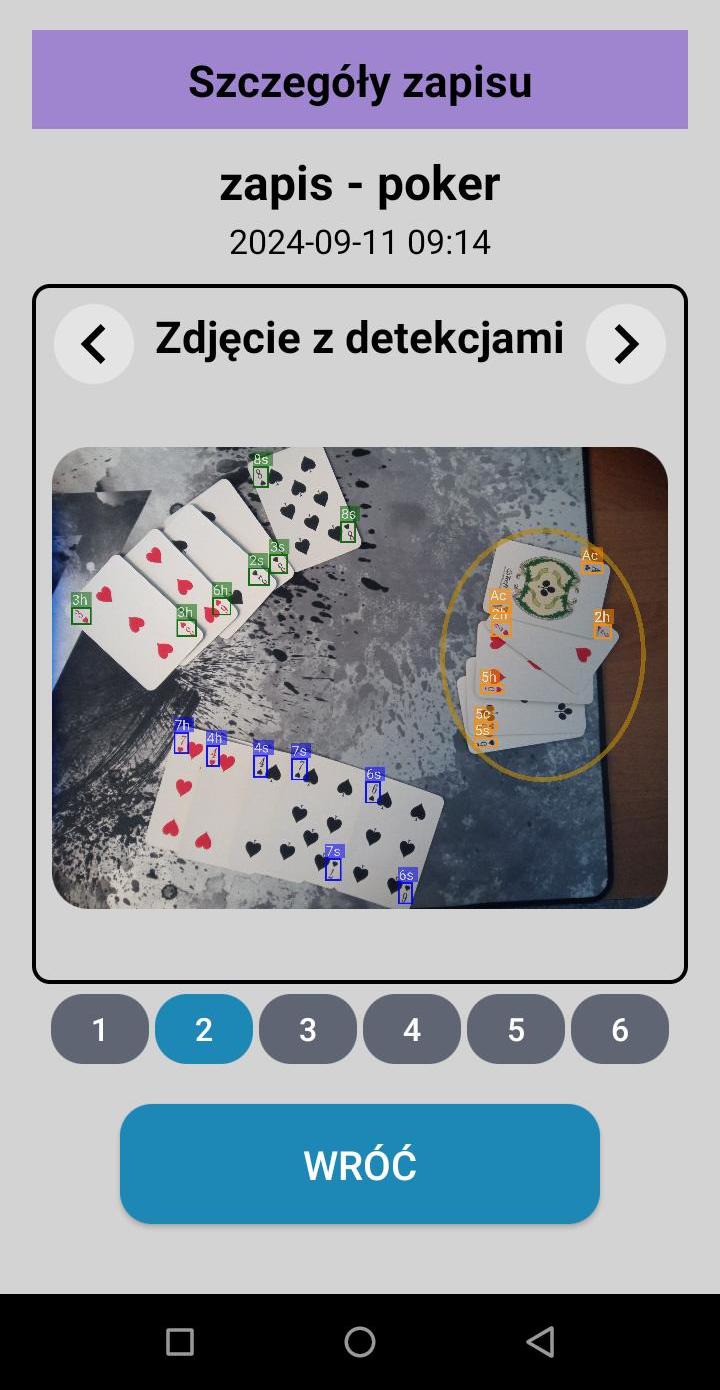 Szczegóły zapisu
zapis - poker
2024-09-11 09:14
Zdjęcie z detekcjami
8s
8s
3s
2s
6h
3h
3h
Ac
Ac
2h
2h
5h
5c
5s
7h
4h
4s
7s
6s
7s
6s
1 2 3 4 5 6
WRÓĆ